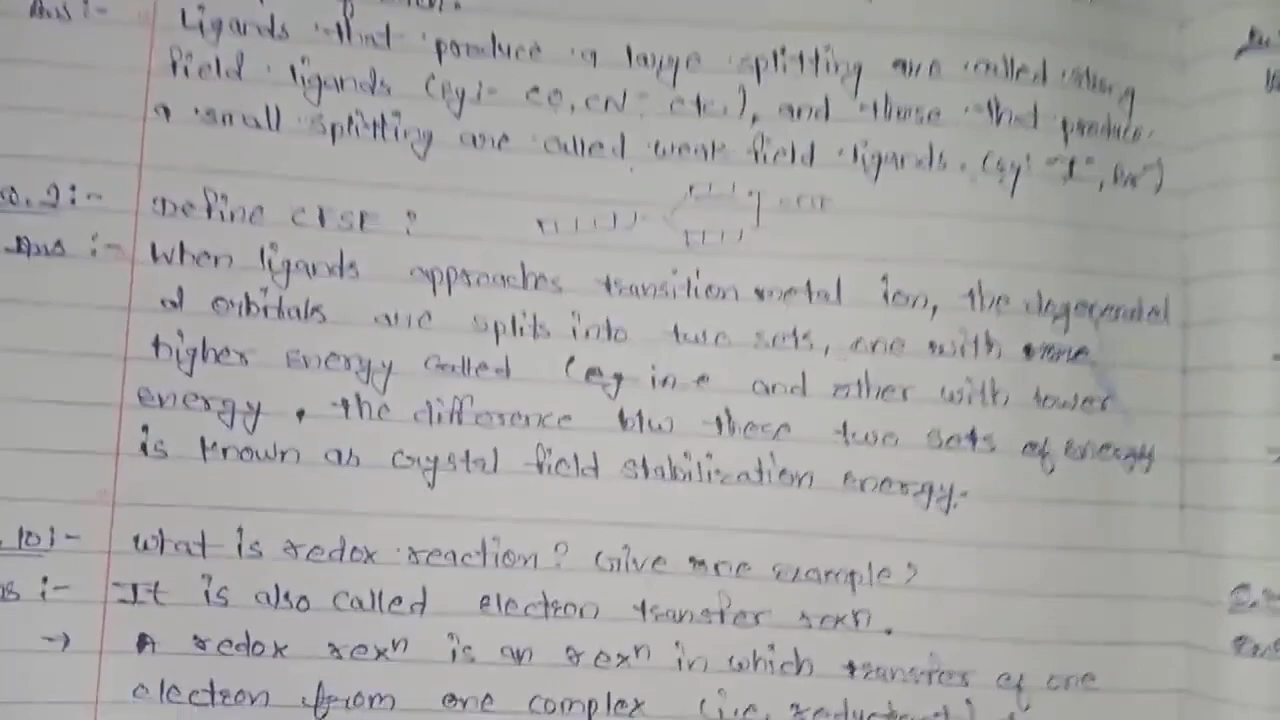 Ans :- Ligands that produce a large splitting are called strong
field ligands (eg:- CO, CN- etc.), and those that produce
a small splitting are called weak field ligands. (eg: I-, Br-)
Q.9:- Define CFSE?
Ans :- When ligands approaches transition metal ion, the
d orbitals are splits into two sets, one with
higher energy called (eg in e and other with lower
energy, the difference b/w these two sets of energy
is known as crystal field stabilization energy.
10:- What is redox reaction? Give one example?
:- It is also called electron transfer rexn.
→ A redox rexn is an rexn in which transfer of one
electron from one complex (i.e.